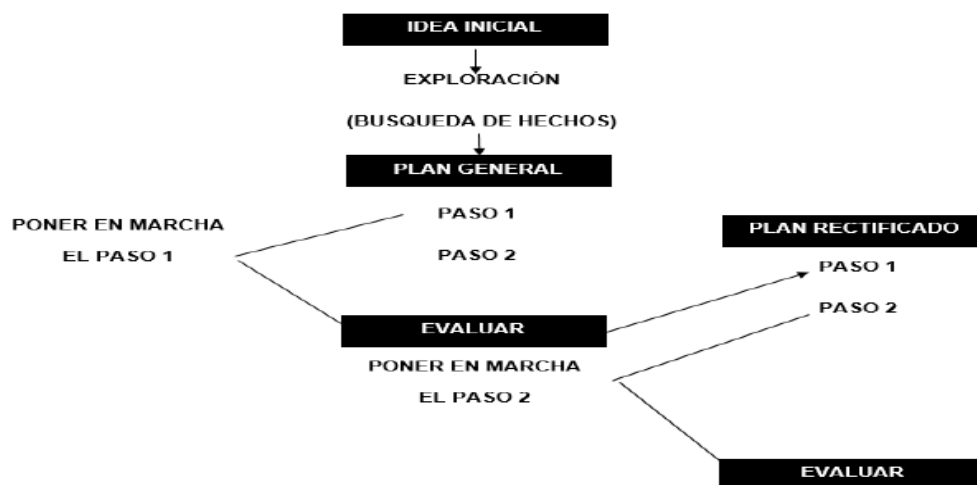 IDEA INICIAL
EXPLORACIÓN
(BUSQUEDA DE HECHOS)
PLAN GENERAL
PASO 1
PONER EN MARCHA
EL PASO 1
PASO 2
PLAN RECTIFICADO
PASO 1
PASO 2
EVALUAR
PONER EN MARCHA
EL PASO 2
EVALUAR